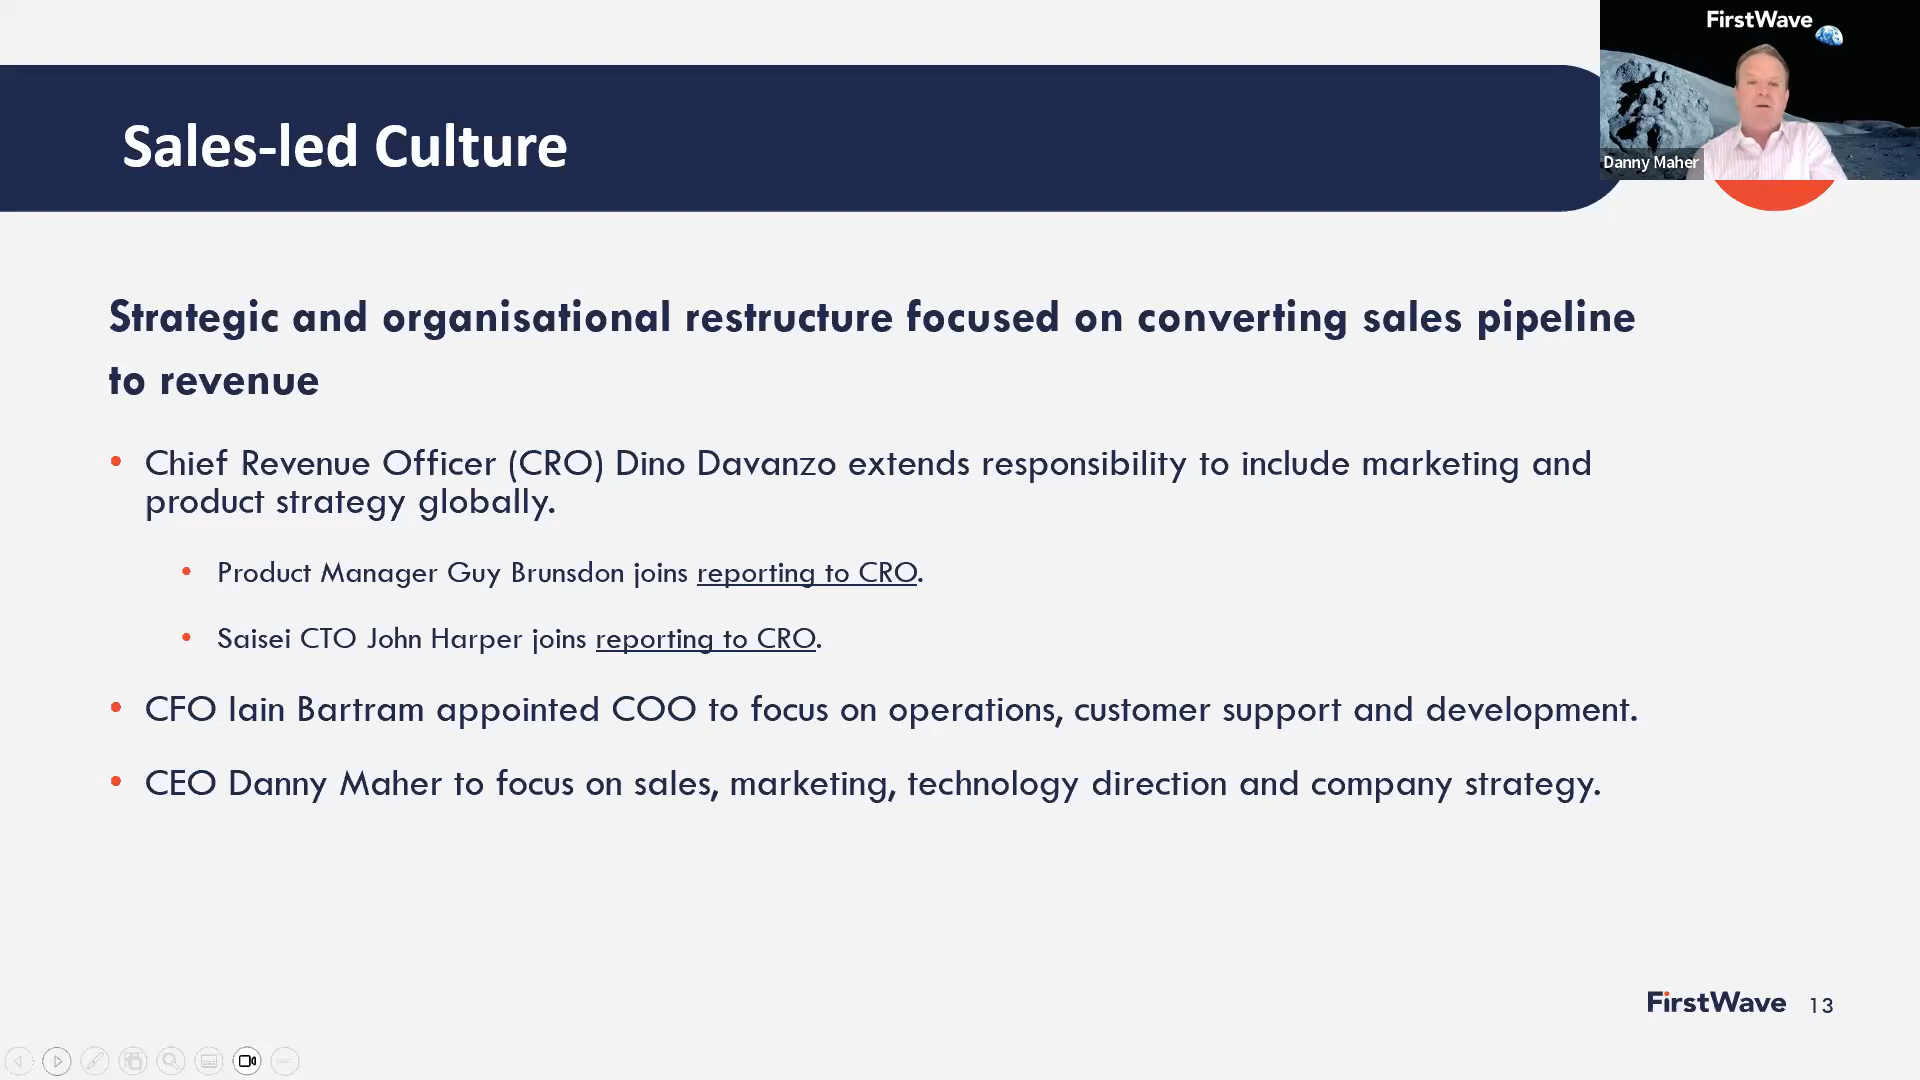 FirstWave
Sales-led Culture
Danny Maher
Strategic and organisational restructure focused on converting sales pipeline
to revenue
• Chief Revenue Officer (CRO) Dino Davanzo extends responsibility to include marketing and
product strategy globally.
• Product Manager Guy Brunsdon joins reporting to CRO.
• Saisei CTO John Harper joins reporting to CRO.
• CFO Iain Bartram appointed COO to focus on operations, customer support and development.
• CEO Danny Maher to focus on sales, marketing, technology direction and company strategy.
FirstWave 13